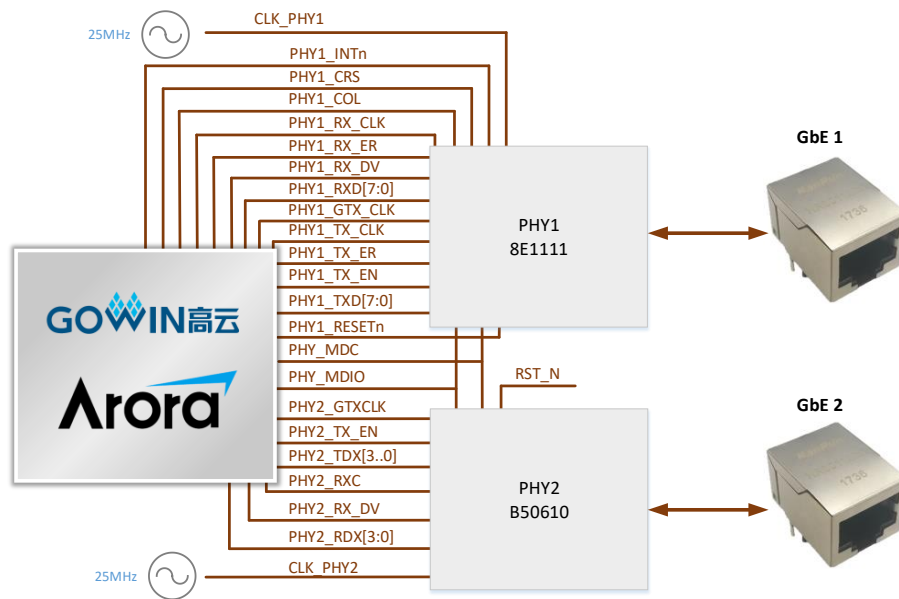 CLK_PHY1
25MHz
PHY1_INTn
PHY1_CRS
PHY1_COL
PHY1_RX_CLK
PHY1_RX_ER
PHY1_RX_DV
PHY1_RXD[7:0]
PHY1_GTX_CLK
PHY1_TX_CLK
PHY1_TX_ER
PHY1_TX_EN
PHY1_TXD[7:0]
PHY1_RESETn
PHY_MDC
PHY_MDIO
PHY2_GTXCLK
PHY2_TX_EN
PHY2_TDX[3..0]
PHY2_RXC
PHY2_RX_DV
PHY2_RDX[3:0]
CLK_PHY2
25MHz
GOWIN高云
Arora
PHY1
8E1111
GbE 1
1736
RST_N
PHY2
B50610
GbE 2
1736